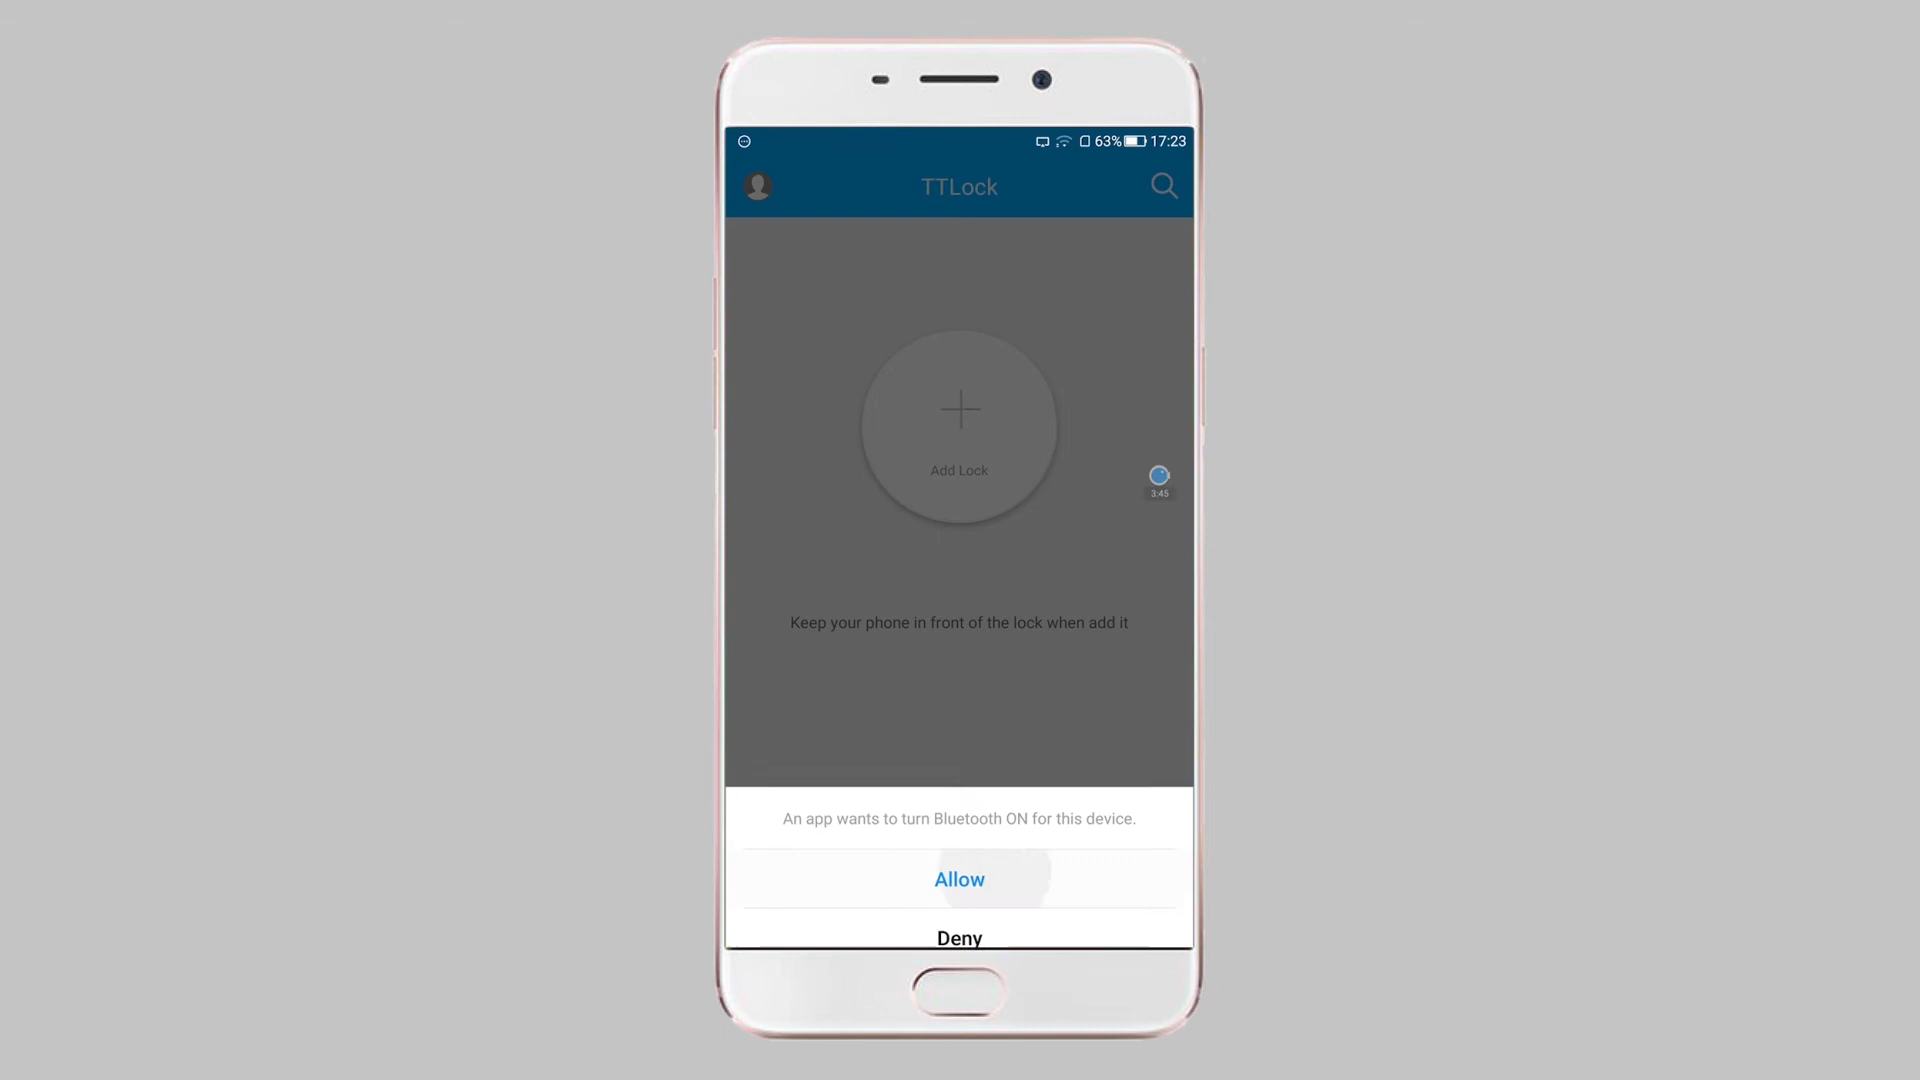 63% 17:23
TTLock
Add Lock
3:45
Keep your phone in front of the lock when add it
An app wants to turn Bluetooth ON for this device.
Allow
Deny